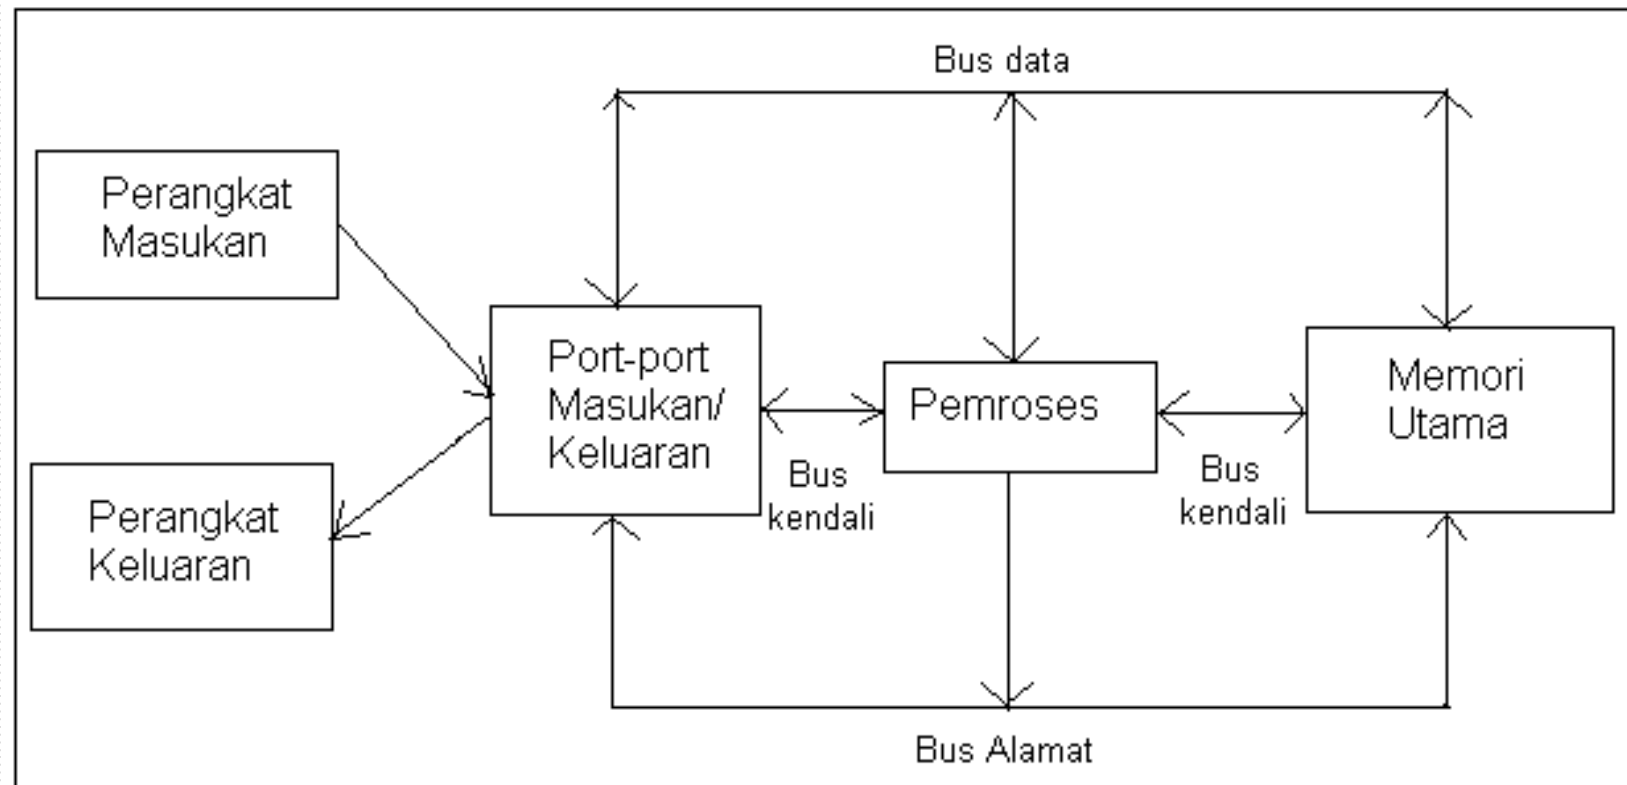 Bus data
Perangkat
Masukan
Port-port
Masukan/
Keluaran
Pemroses
Memori
Utama
Bus
kendali
Bus
kendali
Perangkat
Keluaran
Bus Alamat